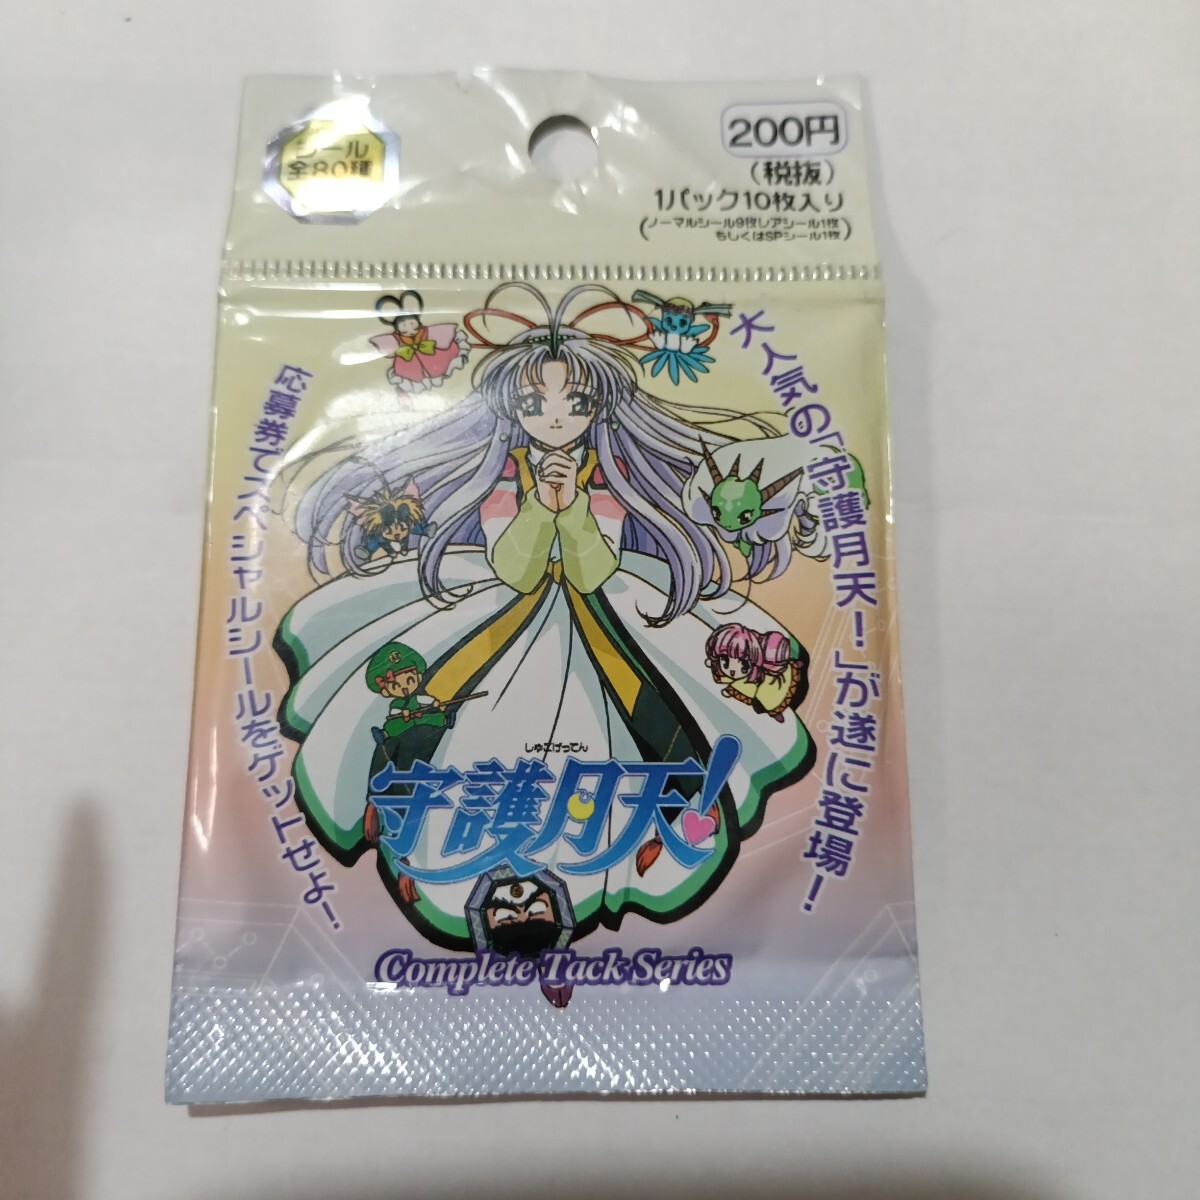 シール
全80種
200円
(税抜)
1パック10枚入り
(ノーマルシール9枚レアシール1枚
もしくはSPシール1枚)
大人気の「守護月天!」が遂に登場!
応募券でスペシャルシールをゲットせよ!
しゅごげってん
守護月天!
Complete Tack Series